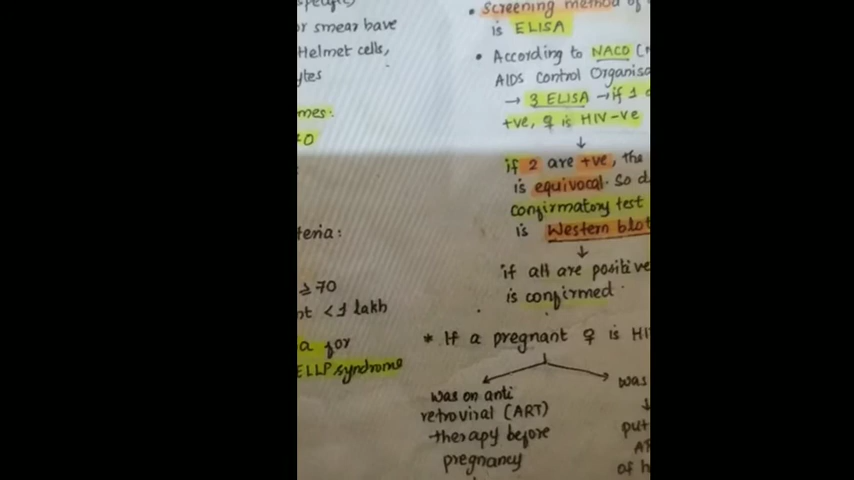 or smear have
Helmet cells,
ytes
mes:
teria:
⩾ 70
nt < 1 lakh
a for
ELLP syndrome
• Screening method of
is ELISA
• According to NACO (
AIDS Control Organisa
→ 3 ELISA → if 1
+ve, ♀ is HIV -ve
↓
if 2 are +ve, the
is equivocal. So d
confirmatory test
is Western blot
↓
if all are positive
is confirmed
* If a pregnant ♀ is HI
was on anti
retroviral (ART)
therapy before
pregnancy
was
↓
put
of h